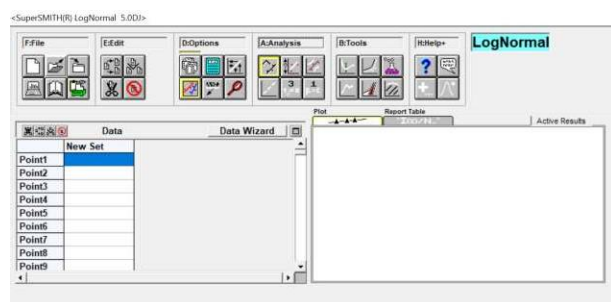 <SuperSMITH(R) LogNormal 5.0DJ>
F:File E:Edit D:Options A:Analysis B:Tools H:Help+ LogNormal
Plot Report Table
Active Results
Data Data Wizard
New Set
Point1
Point2
Point3
Point4
Point5
Point6
Point7
Point8
Point9